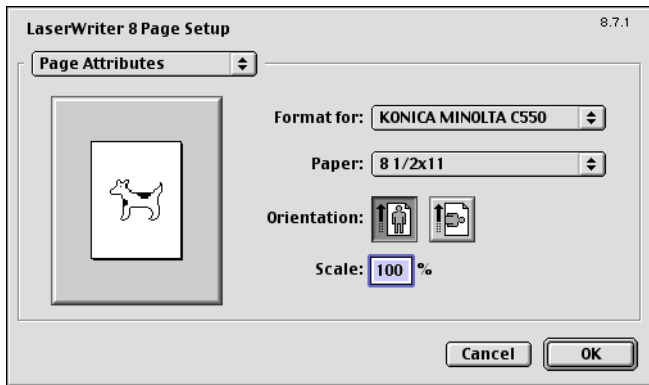 LaserWriter 8 Page Setup
8.7.1
Page Attributes
Format for: KONICA MINOLTA C550
Paper: 8 1/2x11
Orientation:
Scale: 100 %
Cancel
OK